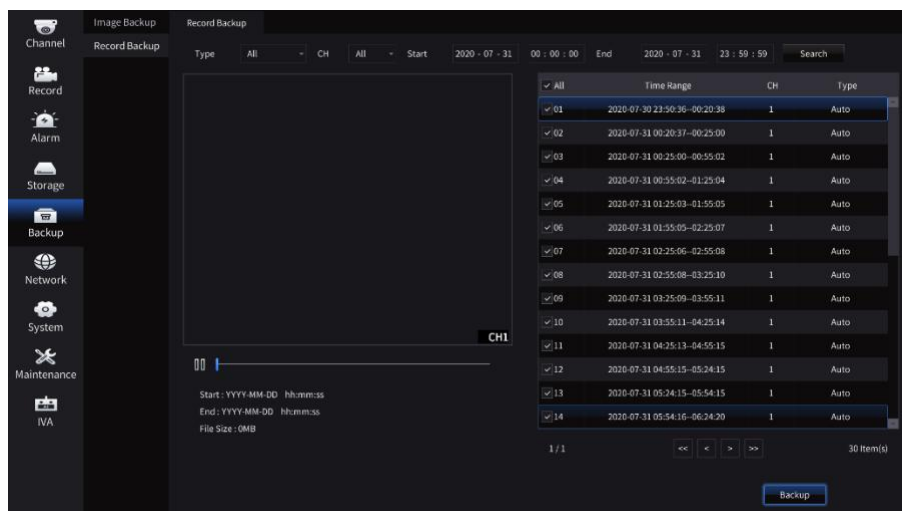 Channel
Record
Alarm
Storage
Backup
Network
System
Maintenance
IVA
Image Backup
Record Backup
Record Backup
Type All CH All Start 2020 - 07 - 31 00 : 00 : 00 End 2020 - 07 - 31 23 : 59 : 59 Search
CH1
Start : YYYY-MM-DD hh:mm:ss
End : YYYY-MM-DD hh:mm:ss
File Size : 0MB
All Time Range CH Type
01 2020-07-30 23:50:36--00:20:38 1 Auto
02 2020-07-31 00:20:37--00:25:00 1 Auto
03 2020-07-31 00:25:00--00:55:02 1 Auto
04 2020-07-31 00:55:02--01:25:04 1 Auto
05 2020-07-31 01:25:03--01:55:05 1 Auto
06 2020-07-31 01:55:05--02:25:07 1 Auto
07 2020-07-31 02:25:06--02:55:08 1 Auto
08 2020-07-31 02:55:08--03:25:10 1 Auto
09 2020-07-31 03:25:09--03:55:11 1 Auto
10 2020-07-31 03:55:11--04:25:14 1 Auto
11 2020-07-31 04:25:13--04:55:15 1 Auto
12 2020-07-31 04:55:15--05:24:15 1 Auto
13 2020-07-31 05:24:15--05:54:15 1 Auto
14 2020-07-31 05:54:16--06:24:20 1 Auto
1 / 1 << < > >> 30 Item(s)
Backup